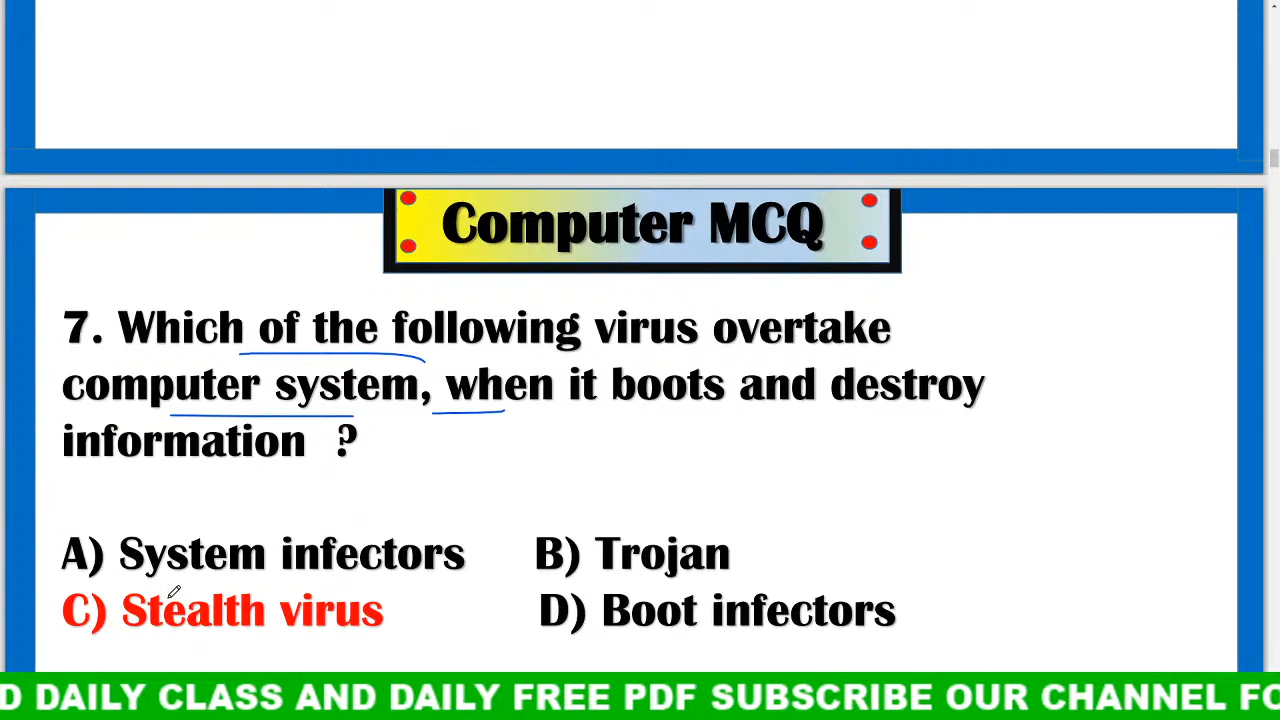 Computer MCQ
7. Which of the following virus overtake
computer system, when it boots and destroy
information ?
A) System infectors B) Trojan
C) Stealth virus D) Boot infectors
D DAILY CLASS AND DAILY FREE PDF SUBSCRIBE OUR CHANNEL FO